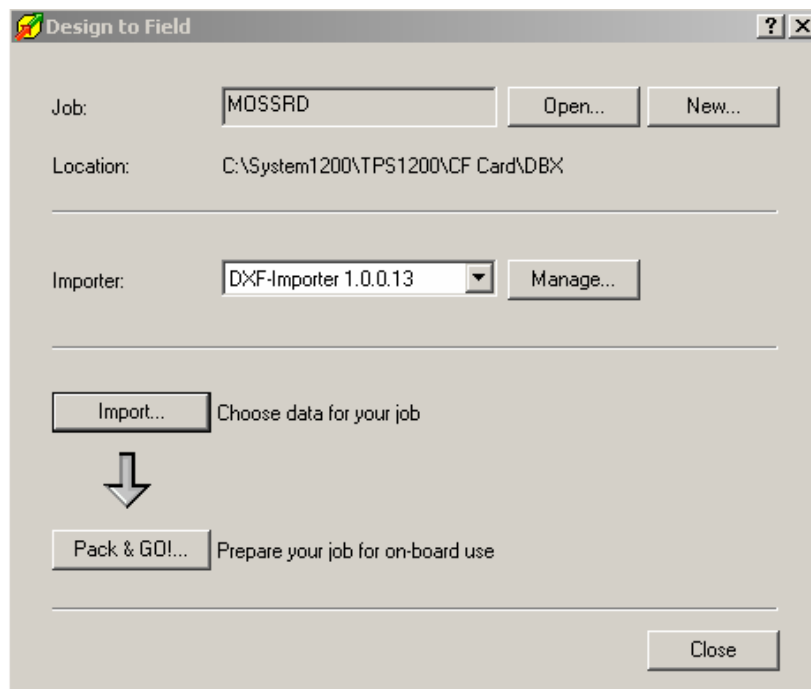 Design to Field
Job: MOSSRD Open... New...
Location: C:\System1200\TPS1200\CF Card\DBX
Importer: DXF-Importer 1.0.0.13 Manage...
Import... Choose data for your job
Pack & GO!... Prepare your job for on-board use
Close